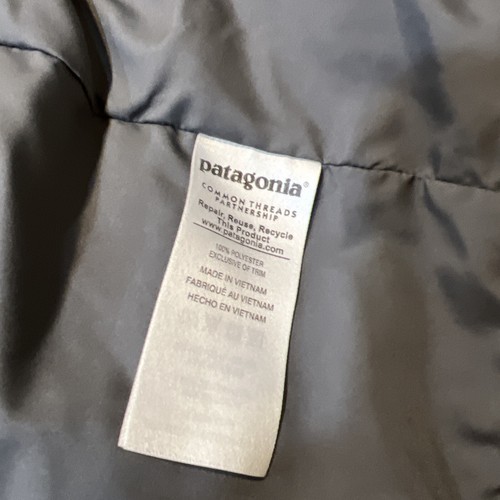 patagonia®
COMMON THREADS
PARTNERSHIP
Repair, Reuse, Recycle
This Product
www.patagonia.com
100% POLYESTER
EXCLUSIVE OF TRIM
MADE IN VIETNAM
FABRIQUÉ AU VIETNAM
HECHO EN VIETNAM